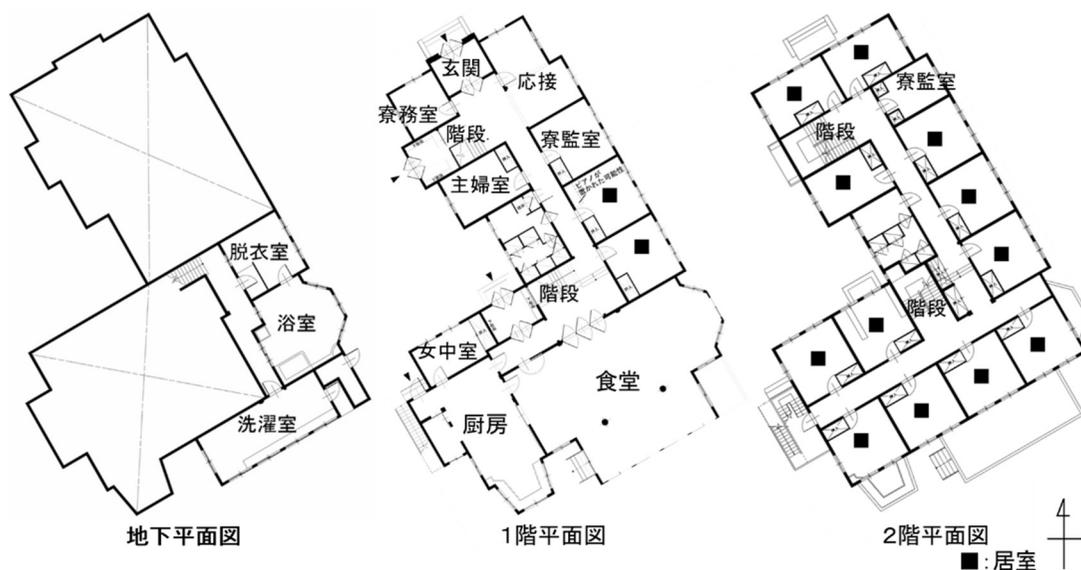 脱衣室
浴室
洗濯室
地下平面図
玄関
応接
寮務室
階段
寮監室
主婦室
ピアノが
置かれた可能性
階段
女中室
食堂
厨房
1階平面図
寮監室
階段
階段
2階平面図
■:居室